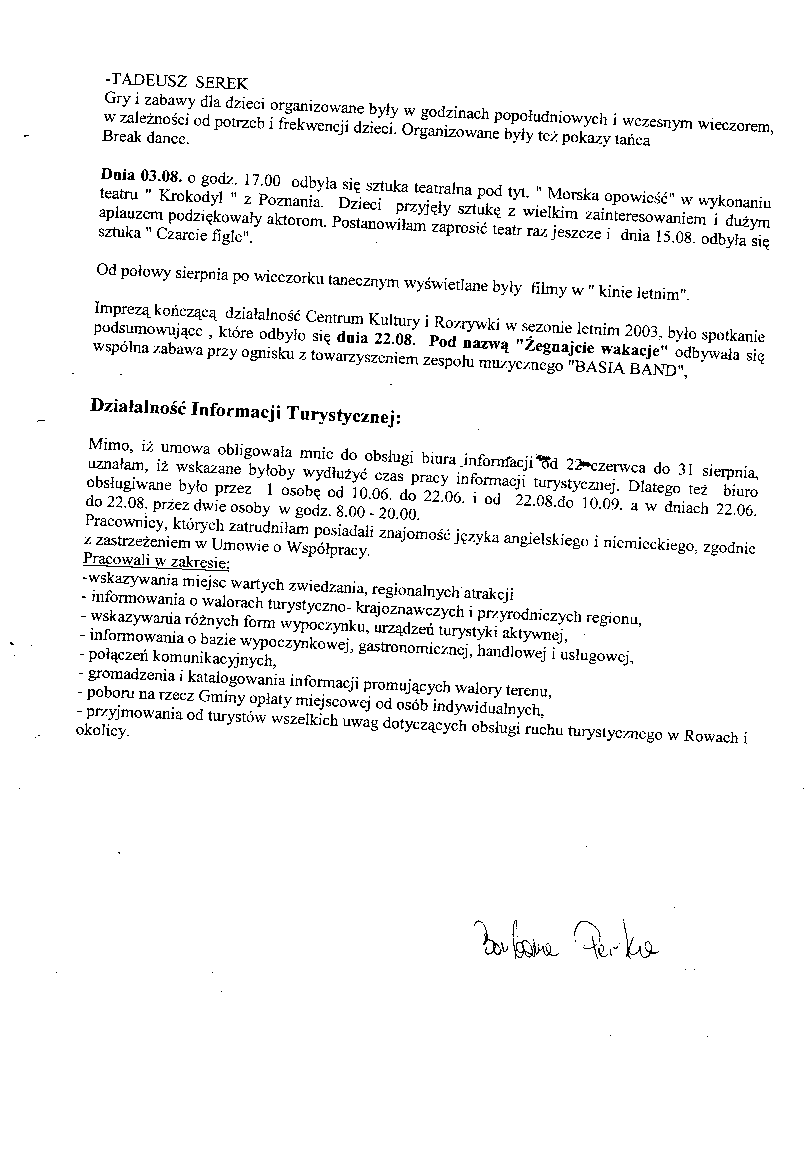 -TADEUSZ SEREK
Gry i zabawy dla dzieci organizowane były w godzinach popołudniowych i wczesnym wieczorem,
w zależności od potrzeb i frekwencji dzieci. Organizowane były też pokazy tańca
Break dance.
Dnia 03.08. o godz. 17.00 odbyła się sztuka teatralna pod tyt. " Morska opowieść" w wykonaniu
teatru " Krokodyl " z Poznania. Dzieci przyjęły sztukę z wielkim zainteresowaniem i dużym
aplauzem podziękowały aktorom. Postanowiłam zaprosić teatr raz jeszcze i dnia 15.08. odbyła się
sztuka " Czarcie figle".
Od połowy sierpnia po wieczorku tanecznym wyświetlane były filmy w " kinie letnim".
Imprezą kończącą działalność Centrum Kultury i Rozrywki w sezonie letnim 2003, było spotkanie
podsumowujące , które odbyło się dnia 22.08. Pod nazwą "Żegnajcie wakacje" odbywała się
wspólna zabawa przy ognisku z towarzyszeniem zespołu muzycznego "BASIA BAND",
Działalność Informacji Turystycznej:
Mimo, iż umowa obligowała mnie do obsługi biura informacji od 22 czerwca do 31 sierpnia,
uznałam, iż wskazane byłoby wydłużyć czas pracy informacji turystycznej. Dlatego też biuro
obsługiwane było przez 1 osobę od 10.06. do 22.06. i od 22.08.do 10.09. a w dniach 22.06.
do 22.08. przez dwie osoby w godz. 8.00 - 20.00.
Pracownicy, których zatrudniłam posiadali znajomość języka angielskiego i niemieckiego, zgodnie
z zastrzeżeniem w Umowie o Współpracy.
Pracowali w zakresie:
-wskazywania miejsc wartych zwiedzania, regionalnych atrakcji
- informowania o walorach turystyczno- krajoznawczych i przyrodniczych regionu,
- wskazywania różnych form wypoczynku, urządzeń turystyki aktywnej,
- informowania o bazie wypoczynkowej, gastronomicznej, handlowej i usługowej,
- połączeń komunikacyjnych,
- gromadzenia i katalogowania informacji promujących walory terenu,
- poboru na rzecz Gminy opłaty miejscowej od osób indywidualnych,
- przyjmowania od turystów wszelkich uwag dotyczących obsługi ruchu turystycznego w Rowach i
okolicy.